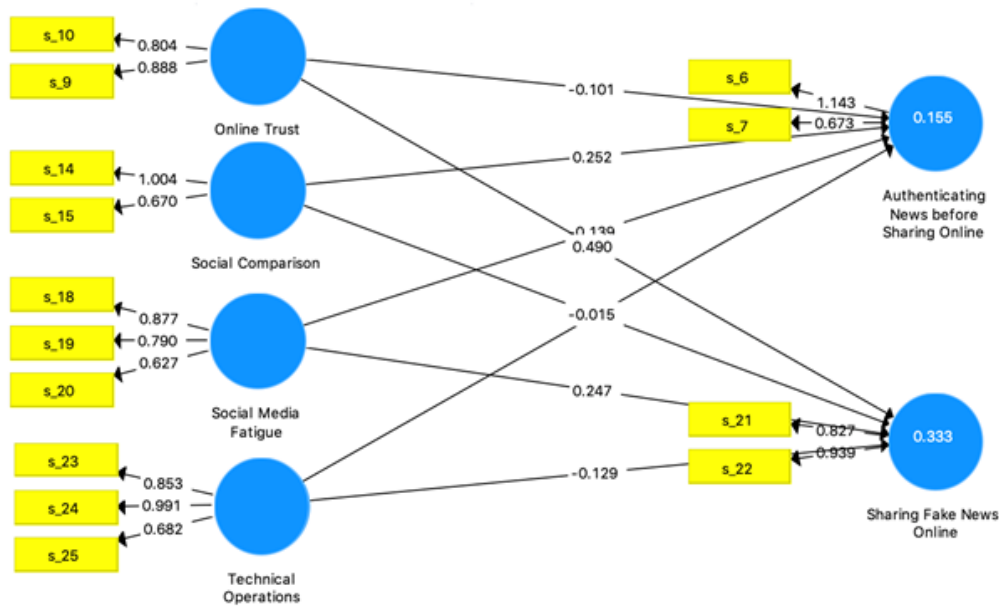 s_10
0.804
s_9
0.888
Online Trust
s_14
1.004
s_15
0.670
Social Comparison
s_18
0.877
s_19
0.790
s_20
0.627
Social Media
Fatigue
s_23
0.853
s_24
0.991
s_25
0.682
Technical
Operations
-0.101
0.252
0.139
0.490
-0.015
0.247
-0.129
s_6
1.143
s_7
0.673
0.155
Authenticating
News before
Sharing Online
s_21
0.827
s_22
0.939
0.333
Sharing Fake News
Online